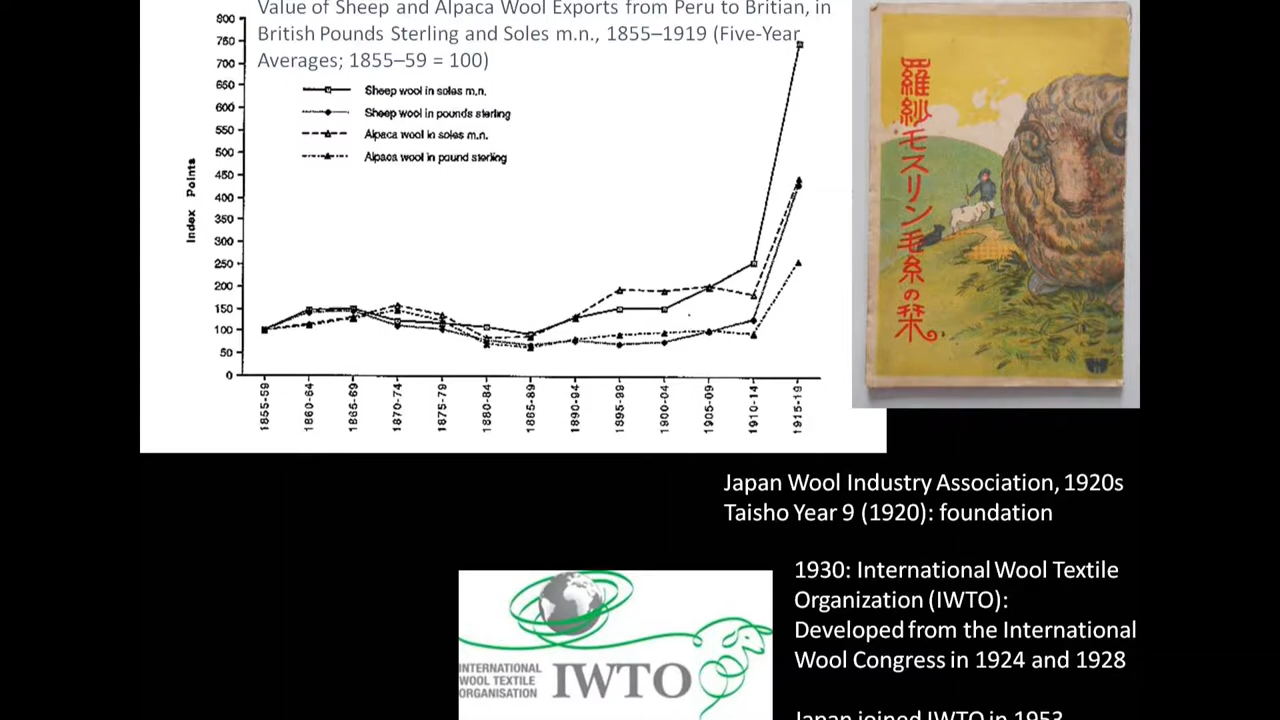 Value of Sheep and Alpaca Wool Exports from Peru to Britian, in
British Pounds Sterling and Soles m.n., 1855–1919 (Five-Year
Averages; 1855–59 = 100)
Sheep wool in soles m.n.
Sheep wool in pounds sterling
Alpaca wool in soles m.n.
Alpaca wool in pound sterling
Index Points
800
750
700
650
600
550
500
450
400
350
300
250
200
150
100
50
0
1855-59
1860-64
1865-69
1870-74
1875-79
1880-84
1885-89
1890-94
1895-99
1900-04
1905-09
1910-14
1915-19
羅紗モスリン毛糸の栞
Japan Wool Industry Association, 1920s
Taisho Year 9 (1920): foundation
1930: International Wool Textile
Organization (IWTO):
Developed from the International
Wool Congress in 1924 and 1928
Japan joined IWTO in 1953
INTERNATIONAL
WOOL TEXTILE
ORGANISATION
IWTO